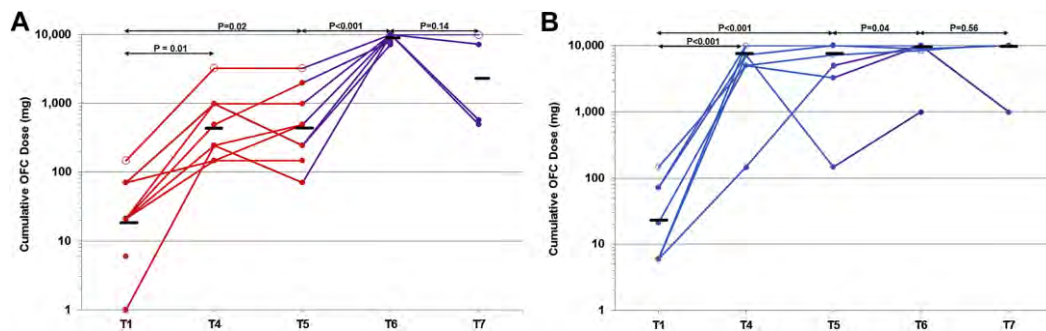 A
P=0.02
P<0.001
P=0.14
P = 0.01
Cumulative OFC Dose (mg)
10,000
1,000
100
10
1
T1 T4 T5 T6 T7
B
P<0.001
P=0.04
P=0.56
P<0.001
Cumulative OFC Dose (mg)
10,000
1,000
100
10
1
T1 T4 T5 T6 T7